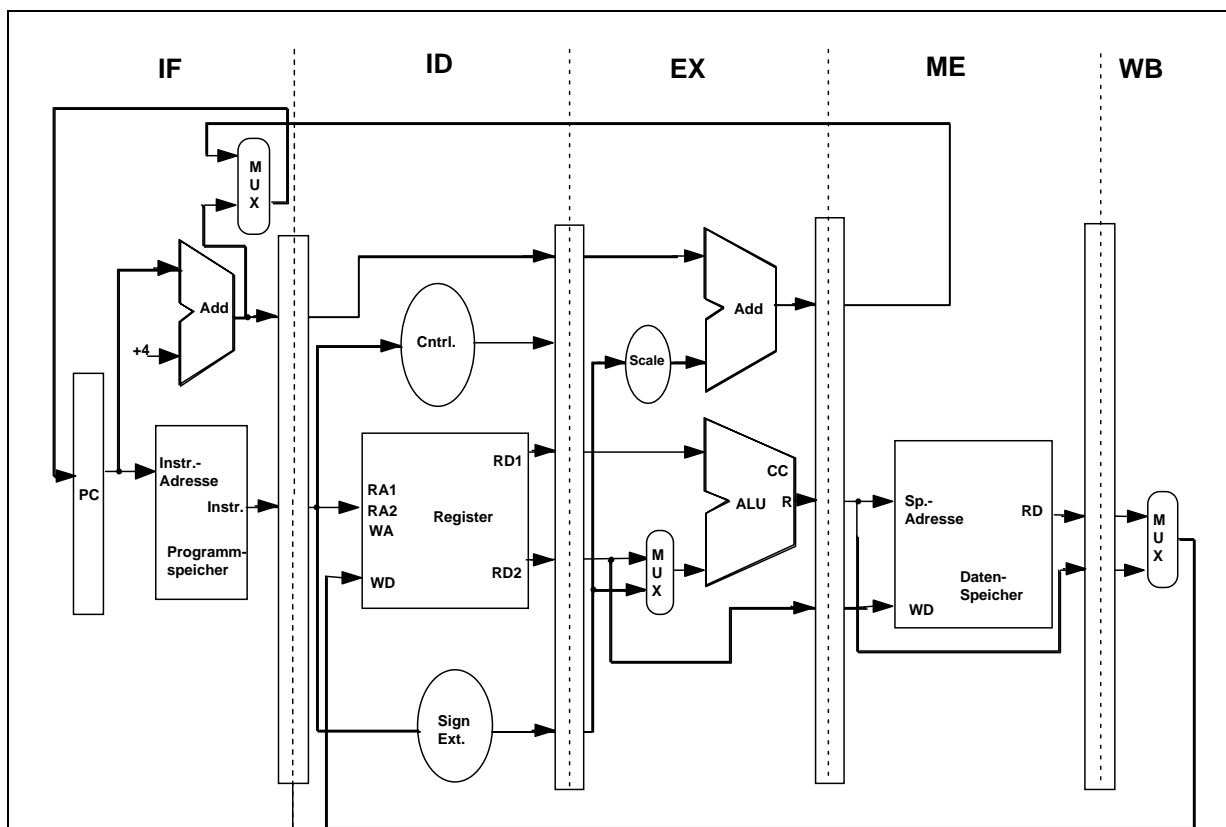 IF
ID
EX
ME
WB
M
U
X
Add
+4
Cntrl.
Scale
Add
PC
Instr.-
Adresse
Instr.
Programm-
speicher
RA1
RA2
WA
WD
Register
RD1
RD2
M
U
X
CC
ALU
R
Sp.-
Adresse
RD
Daten-
Speicher
WD
M
U
X
Sign
Ext.